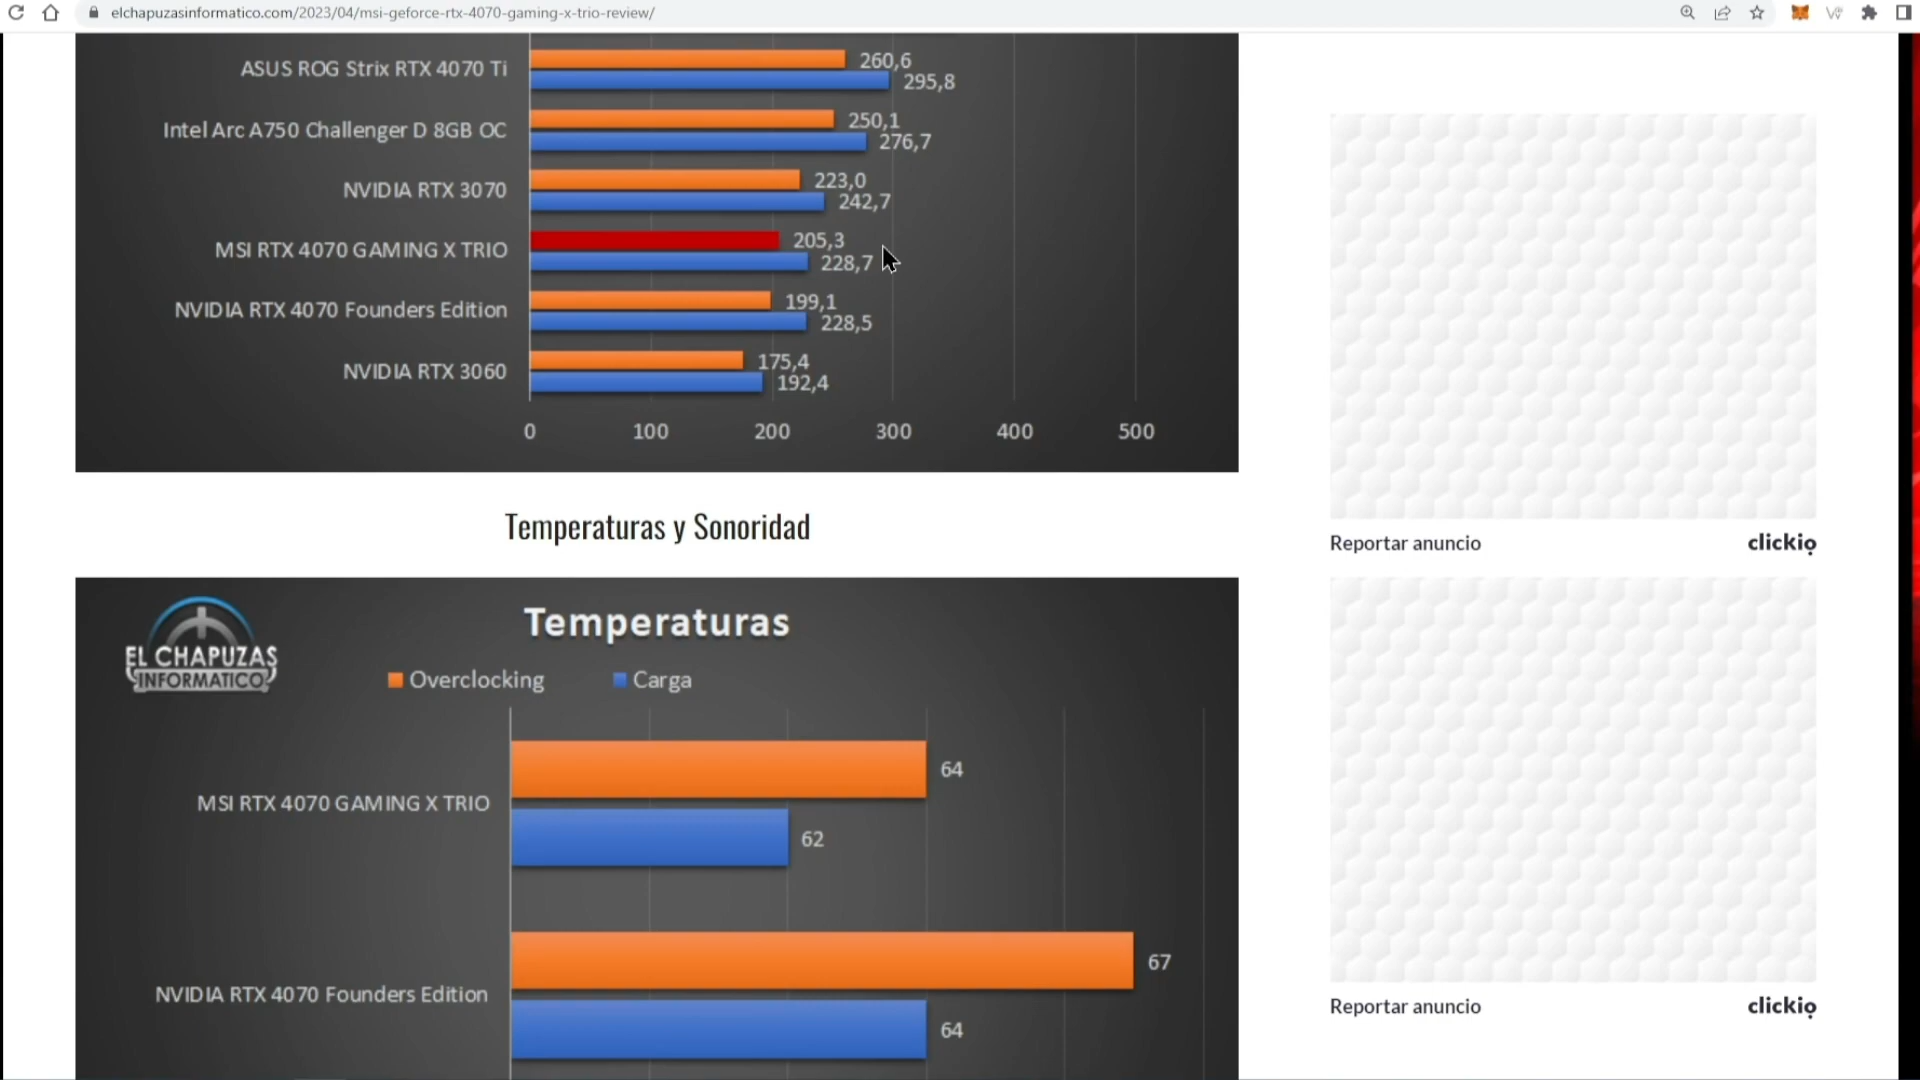 elchapuzasinformatico.com/2023/04/msi-geforce-rtx-4070-gaming-x-trio-review/
ASUS ROG Strix RTX 4070 Ti
260,6
295,8
Intel Arc A750 Challenger D 8GB OC
250,1
276,7
NVIDIA RTX 3070
223,0
242,7
MSI RTX 4070 GAMING X TRIO
205,3
228,7
NVIDIA RTX 4070 Founders Edition
199,1
228,5
NVIDIA RTX 3060
175,4
192,4
0 100 200 300 400 500
Reportar anuncio clickio
Temperaturas y Sonoridad
EL CHAPUZAS
INFORMATICO
Temperaturas
Overclocking Carga
MSI RTX 4070 GAMING X TRIO
64
62
NVIDIA RTX 4070 Founders Edition
67
64
Reportar anuncio clickio